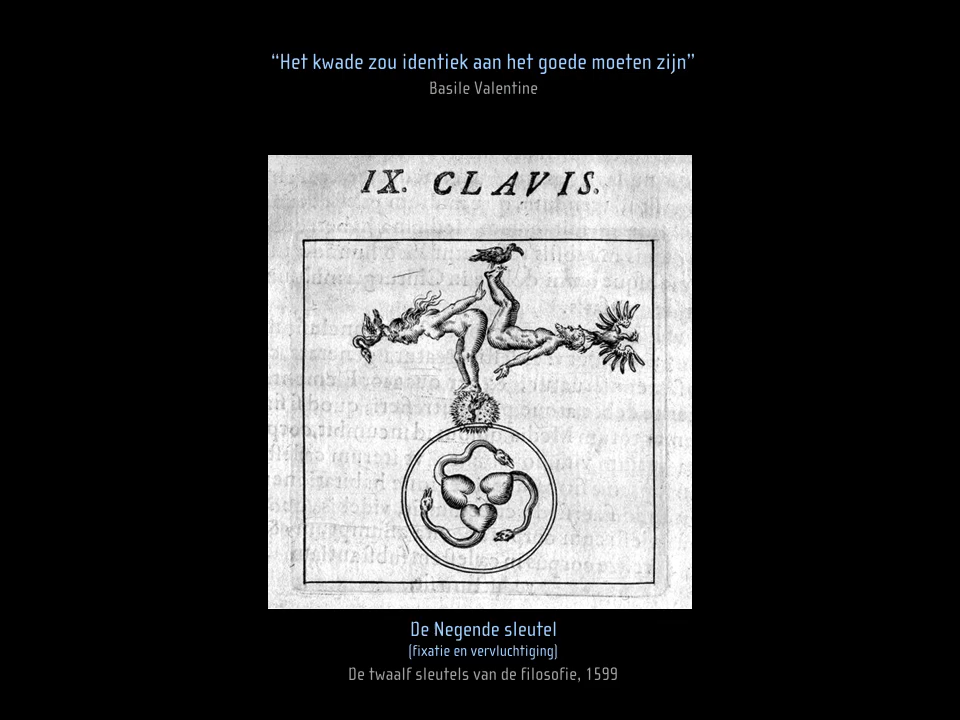 “Het kwade zou identiek aan het goede moeten zijn”
Basile Valentine
IX. CLAVIS.
De Negende sleutel
(fixatie en vervluchtiging)
De twaalf sleutels van de filosofie, 1599